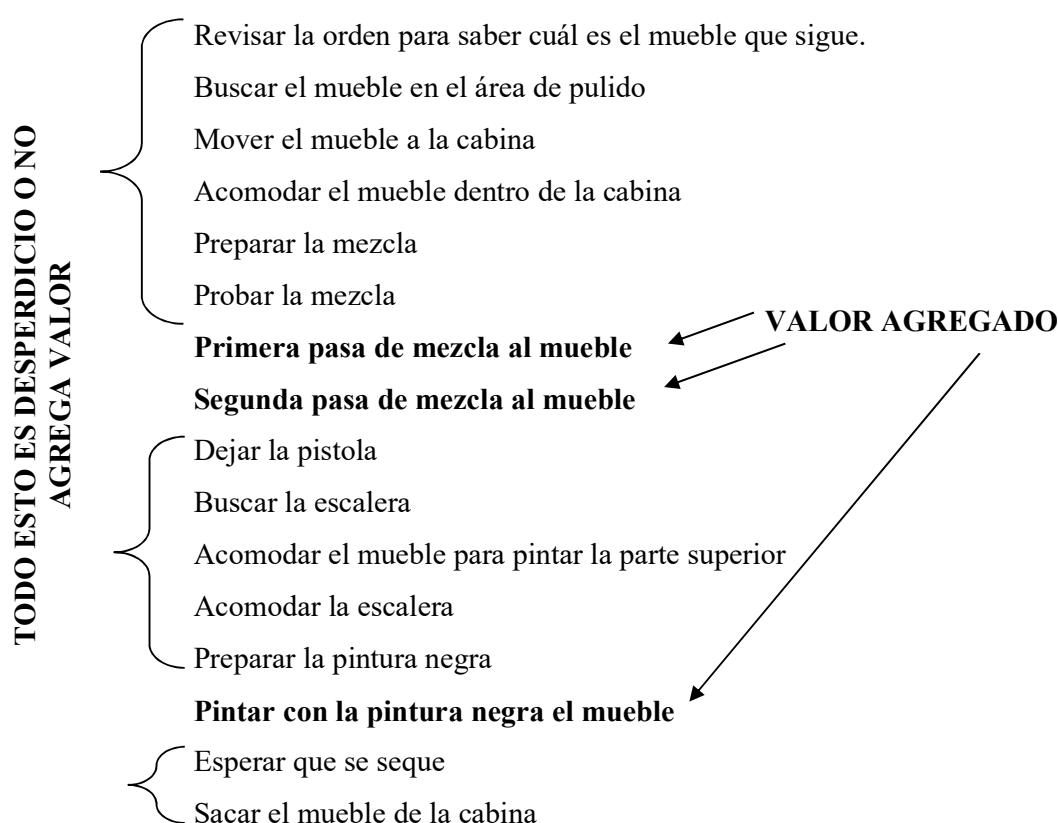 TODO ESTO ES DESPERDICIO O NO
AGREGA VALOR
Revisar la orden para saber cuál es el mueble que sigue.
Buscar el mueble en el área de pulido
Mover el mueble a la cabina
Acomodar el mueble dentro de la cabina
Preparar la mezcla
Probar la mezcla
Primera pasa de mezcla al mueble
Segunda pasa de mezcla al mueble
VALOR AGREGADO
Dejar la pistola
Buscar la escalera
Acomodar el mueble para pintar la parte superior
Acomodar la escalera
Preparar la pintura negra
Pintar con la pintura negra el mueble
Esperar que se seque
Sacar el mueble de la cabina